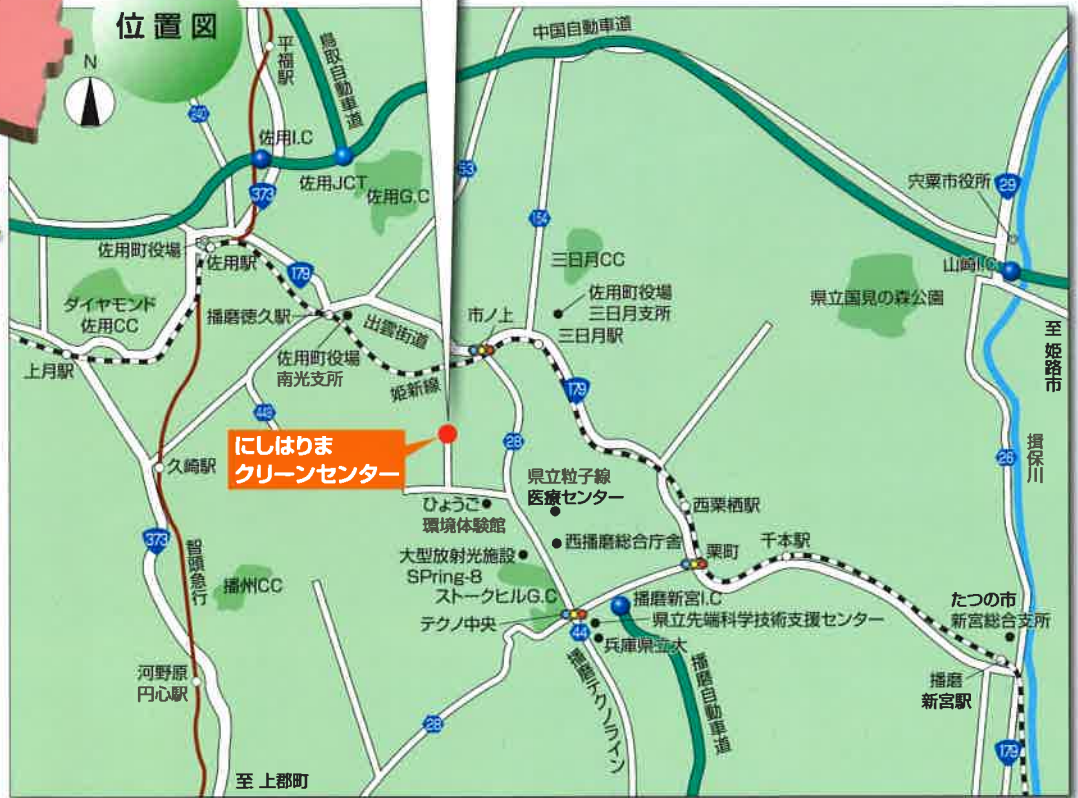 位置図
N
中国自動車道
平福駅
鳥取自動車道
240
佐用I.C
佐用JCT
佐用G.C
53
373
154
宍粟市役所
29
佐用町役場
佐用駅
179
三日月CC
山崎I.C
県立国見の森公園
ダイヤモンド
佐用CC
播磨徳久駅
出雲街道
市ノ上
佐用町役場
三日月支所
三日月駅
至 姫路市
上月駅
佐用町役場
南光支所
姫新線
179
449
28
にしはりま
クリーンセンター
久崎駅
26
揖保川
県立粒子線
医療センター
ひょうご
環境体験館
西栗栖駅
373
智頭急行
大型放射光施設
SPring-8
西播磨総合庁舎
栗町
千本駅
播州CC
ストークヒルG.C
播磨新宮I.C
たつの市
新宮総合支所
テクノ中央
県立先端科学技術支援センター
44
兵庫県立大
河野原
円心駅
播磨テクノライン
播磨自動車道
播磨
新宮駅
28
179
至 上郡町